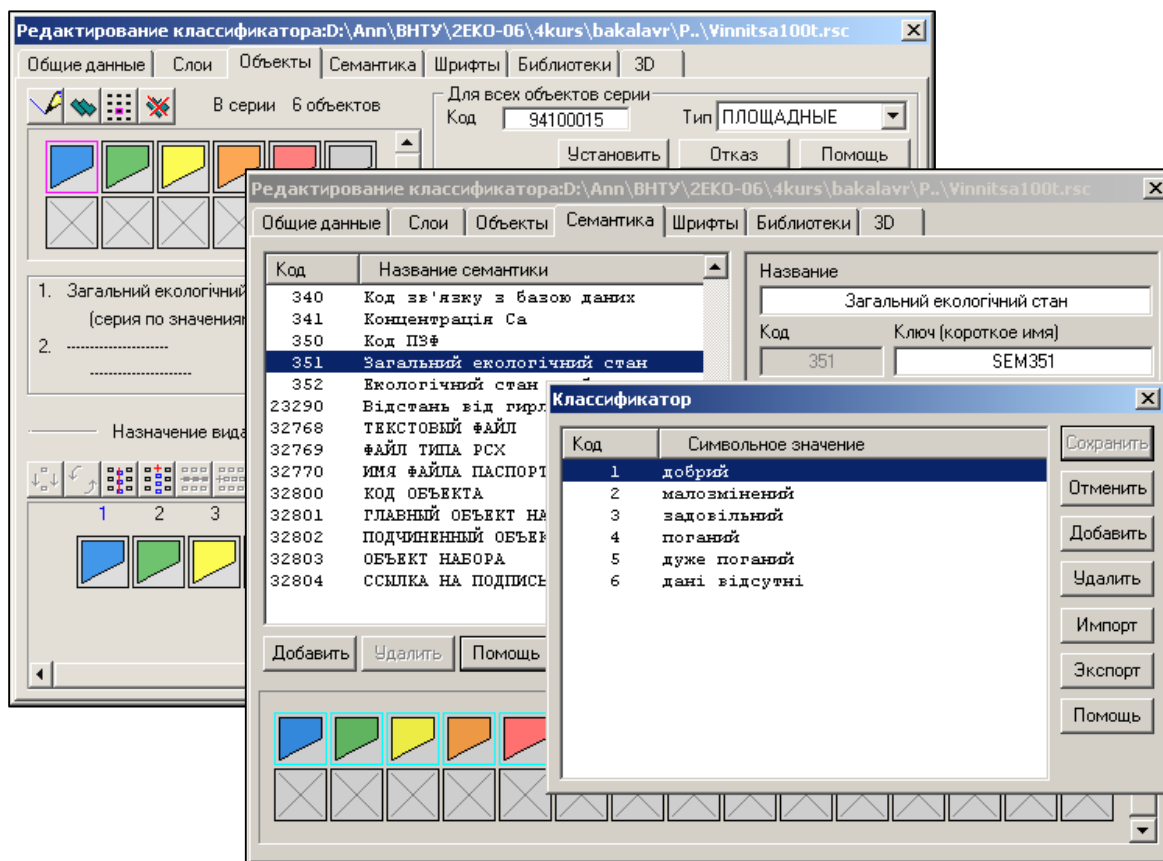 Редактирование классификатора:D:\Ann\ВНТУ\2ЕКО-06\4kurs\bakalavr\P..\Vinnitsa100t.rsc
Общие данные Слои Объекты Семантика Шрифты Библиотеки 3D
В серии 6 объектов
Для всех объектов серии
Код 94100015 Тип ПЛОЩАДНЫЕ
Установить Отказ Помощь
1. Загальний екологічний
(серия по значениям
2. ----------------------
----------------------
Назначение вида
1 2 3
Редактирование классификатора:D:\Ann\ВНТУ\2ЕКО-06\4kurs\bakalavr\P..\Vinnitsa100t.rsc
Общие данные Слои Объекты Семантика Шрифты Библиотеки 3D
Код Название семантики
340 Код зв'язку з базою даних
341 Концентрація Са
350 Код ПЗФ
351 Загальний екологічний стан
352 Екологічний стан
23290 Відстань від гирл
32768 ТЕКСТОВЫЙ ФАЙЛ
32769 ФАЙЛ ТИПА PCX
32770 ИМЯ ФАЙЛА ПАСПОРТ
32800 КОД ОБЪЕКТА
32801 ГЛАВНЫЙ ОБЪЕКТ НА
32802 ПОДЧИНЕННЫЙ ОБЪЕК
32803 ОБЪЕКТ НАБОРА
32804 ССЫЛКА НА ПОДПИСЬ
Добавить Удалить Помощь
Название
Загальний екологічний стан
Код Ключ (короткое имя)
351 SEM351
Классификатор
Код Символьное значение
1 добрий
2 малозмінений
3 задовільний
4 поганий
5 дуже поганий
6 дані відсутні
Сохранить
Отменить
Добавить
Удалить
Импорт
Экспорт
Помощь